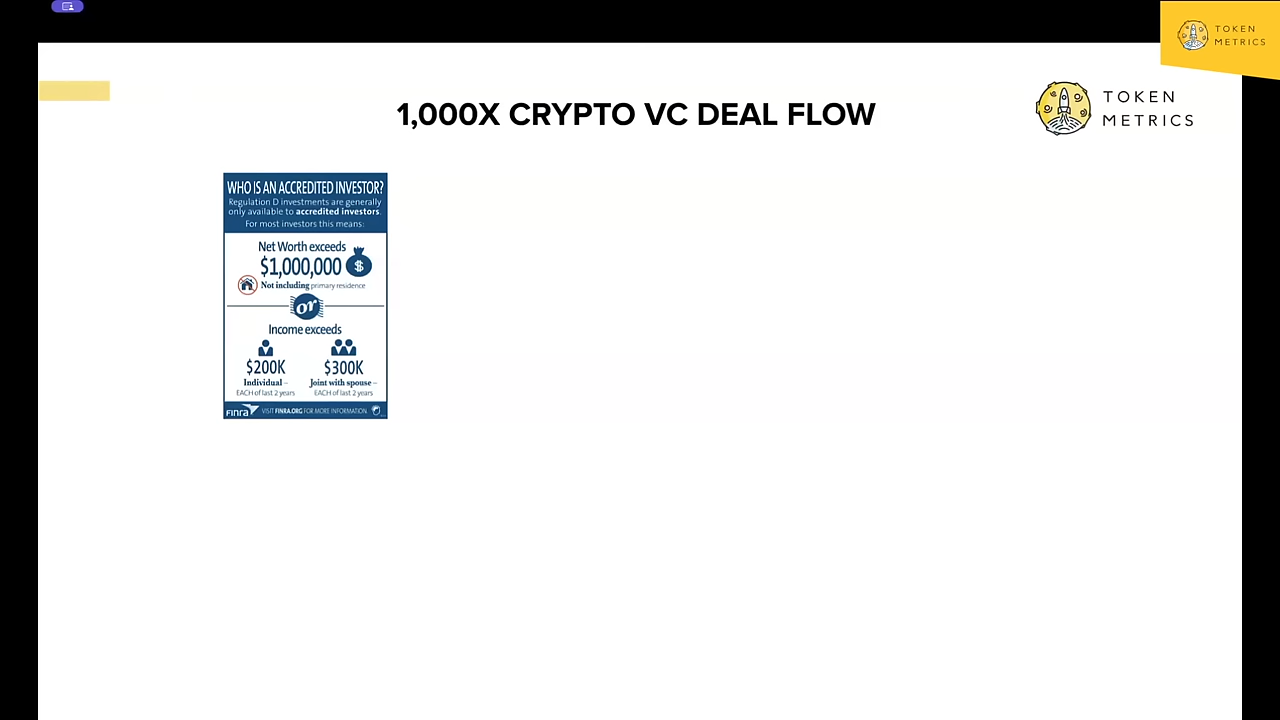 TOKEN
METRICS
1,000X CRYPTO VC DEAL FLOW
TOKEN
METRICS
WHO IS AN ACCREDITED INVESTOR?
Regulation D investments are generally
only available to accredited investors.
For most investors this means:
Net Worth exceeds
$1,000,000
$
Not including primary residence
or
Income exceeds
$200K
Individual –
EACH of last 2 years
$300K
Joint with spouse –
EACH of last 2 years
Finra VISIT FINRA.ORG FOR MORE INFORMATION.